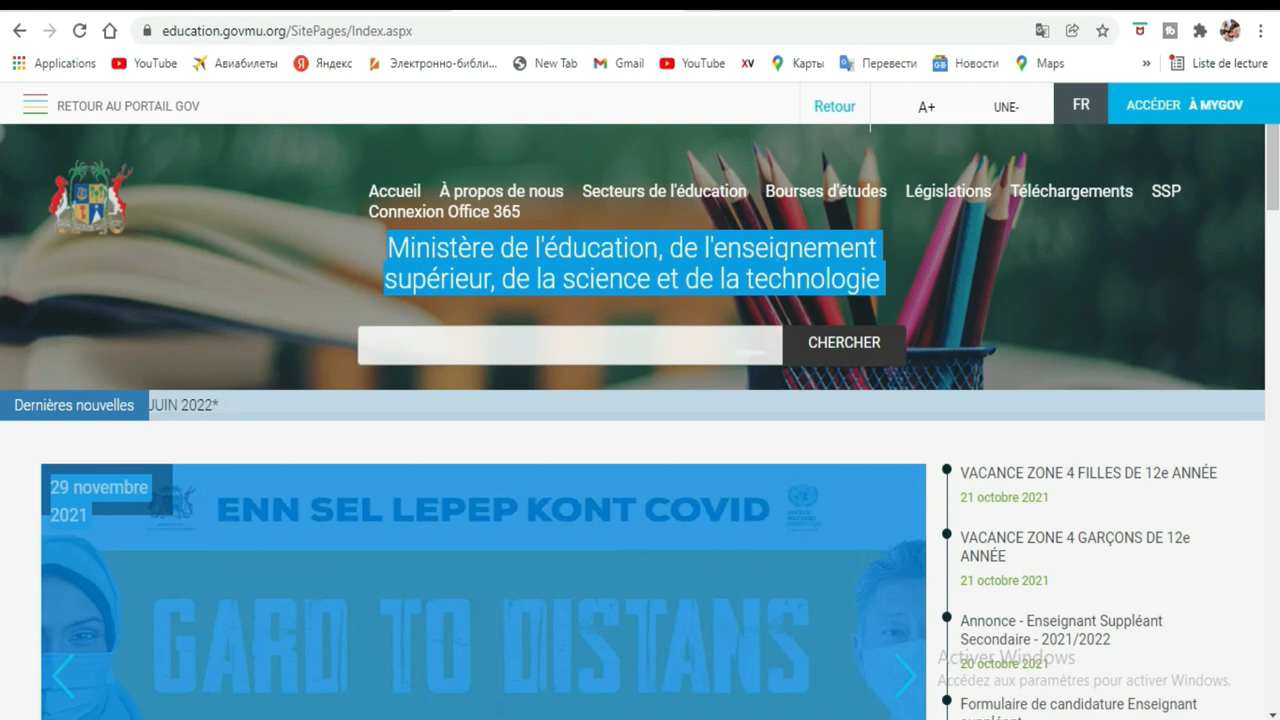 education.govmu.org/SitePages/Index.aspx
Applications YouTube Авиабилеты Яндекс Электронно-библи... New Tab Gmail YouTube XV Карты Перевести Новости Maps » Liste de lecture
RETOUR AU PORTAIL GOV Retour A+ UNE- FR ACCÉDER À MYGOV
Accueil À propos de nous Secteurs de l'éducation Bourses d'études Législations Téléchargements SSP
Connexion Office 365
Ministère de l'éducation, de l'enseignement
supérieur, de la science et de la technologie
CHERCHER
Dernières nouvelles JUIN 2022*
29 novembre
2021
ENN SEL LEPEP KONT COVID
GARD TO DISTANS
VACANCE ZONE 4 FILLES DE 12e ANNÉE
21 octobre 2021
VACANCE ZONE 4 GARÇONS DE 12e
ANNÉE
21 octobre 2021
Annonce - Enseignant Suppléant
Secondaire - 2021/2022
20 octobre 2021
Activer Windows
Accédez aux paramètres pour activer Windows.
Formulaire de candidature Enseignant